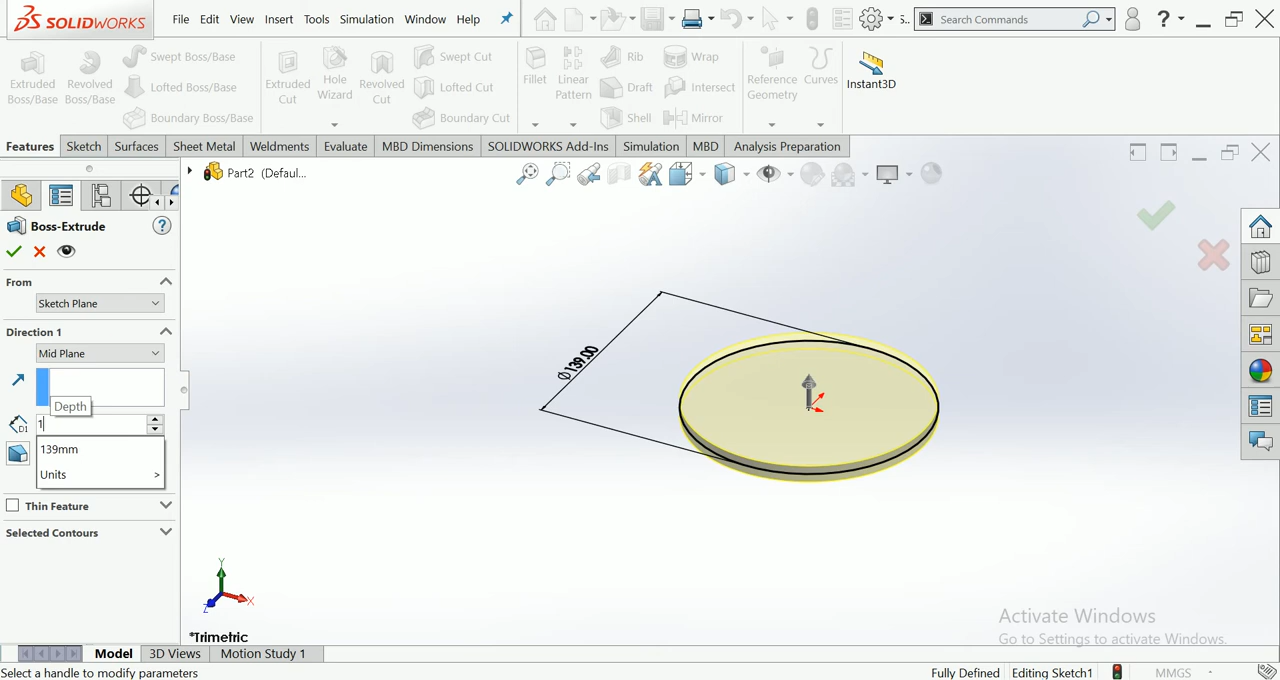 SOLIDWORKS File Edit View Insert Tools Simulation Window Help S.. Search Commands ?
Extruded Boss/Base
Revolved Boss/Base
Swept Boss/Base
Lofted Boss/Base
Boundary Boss/Base
Extruded Cut
Hole Wizard
Revolved Cut
Swept Cut
Lofted Cut
Boundary Cut
Fillet
Linear Pattern
Rib
Draft
Shell
Wrap
Intersect
Mirror
Reference Geometry
Curves
Instant3D
Features Sketch Surfaces Sheet Metal Weldments Evaluate MBD Dimensions SOLIDWORKS Add-Ins Simulation MBD Analysis Preparation
Part2 (Defaul...
Boss-Extrude ?
From
Sketch Plane
Direction 1
Mid Plane
Depth
D1 1
139mm
Units >
Thin Feature
Selected Contours
Ø139.00
Y
X
Z
*Trimetric
Activate Windows
Go to Settings to activate Windows.
Model 3D Views Motion Study 1
Select a handle to modify parameters Fully Defined Editing Sketch1 MMGS -